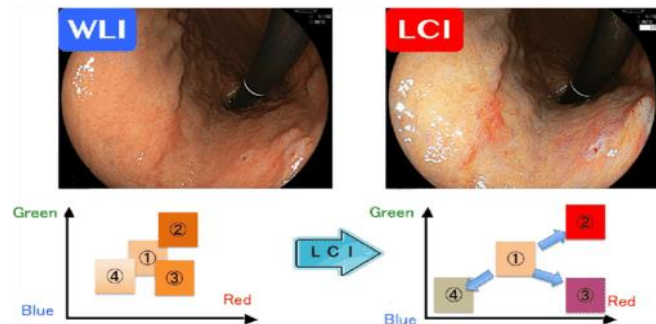 WLI
LCI
Green
②
①
④
③
Blue
Red
LCI
Green
②
①
④
③
Blue
Red